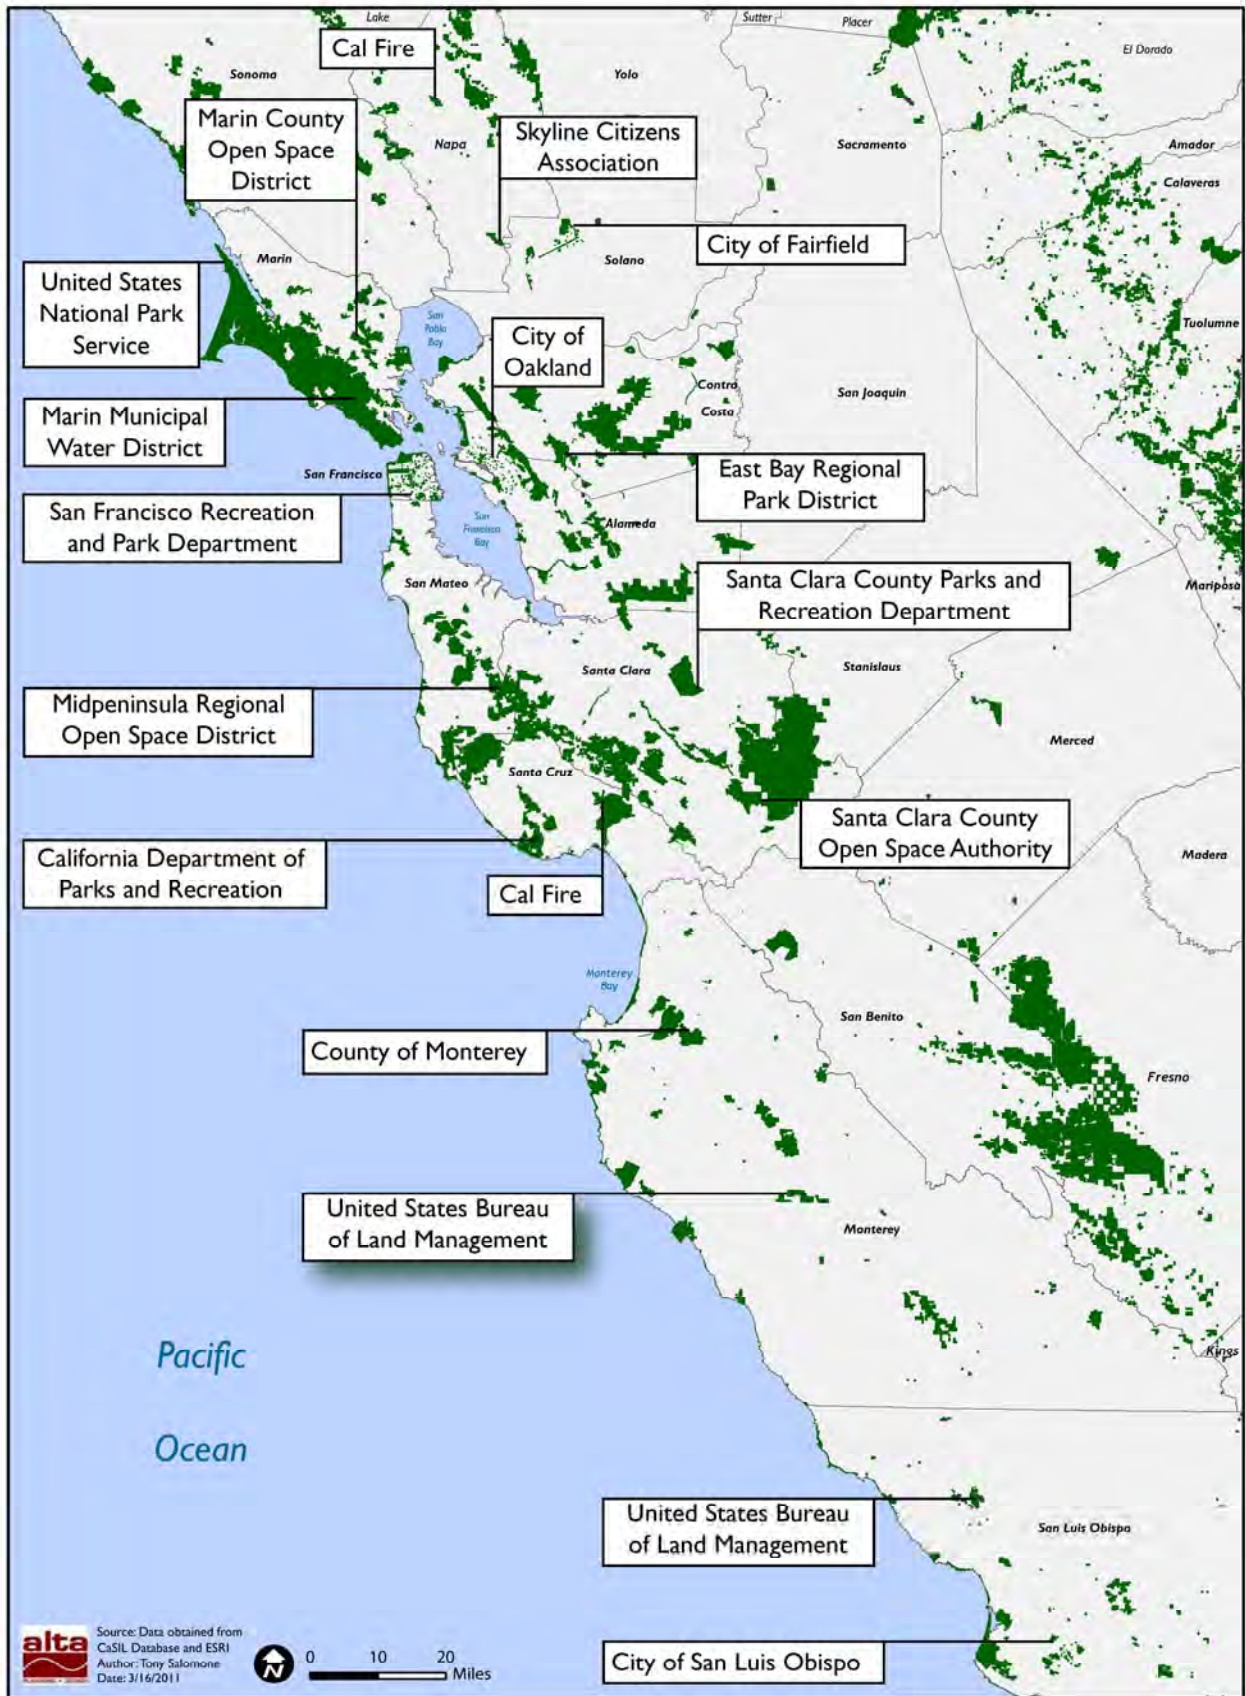 Lake
Sutter
Placer
Cal Fire
El Dorado
Sonoma
Yolo
Marin County
Open Space
District
Skyline Citizens
Association
Napa
Sacramento
Amador
Calaveras
City of Fairfield
Marin
Solano
United States
National Park
Service
San
Pablo
Bay
Tuolumne
City of
Oakland
Contra
Costa
San Joaquin
Marin Municipal
Water District
San Francisco
East Bay Regional
Park District
San Francisco Recreation
and Park Department
San
Francisco
Bay
Alameda
San Mateo
Santa Clara County Parks and
Recreation Department
Mariposa
Santa Clara
Stanislaus
Midpeninsula Regional
Open Space District
Merced
Santa Cruz
Santa Clara County
Open Space Authority
California Department of
Parks and Recreation
Madera
Cal Fire
Monterey
Bay
San Benito
County of Monterey
Fresno
United States Bureau
of Land Management
Monterey
Pacific
Ocean
Kings
United States Bureau
of Land Management
San Luis Obispo
City of San Luis Obispo
alta
Source: Data obtained from
CaSIL Database and ESRI
Author: Tony Salomone
Date: 3/16/2011
N
0 10 20
Miles